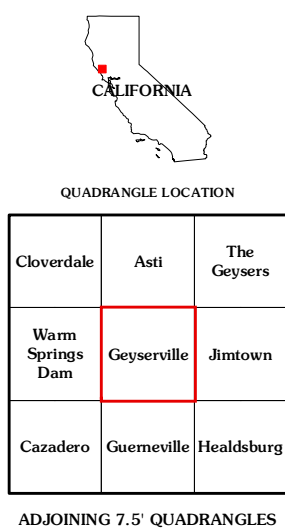 CALIFORNIA
QUADRANGLE LOCATION
Cloverdale
Asti
The
Geysers
Warm
Springs
Dam
Geyserville
Jimtown
Cazadero
Guerneville
Healdsburg
ADJOINING 7.5' QUADRANGLES